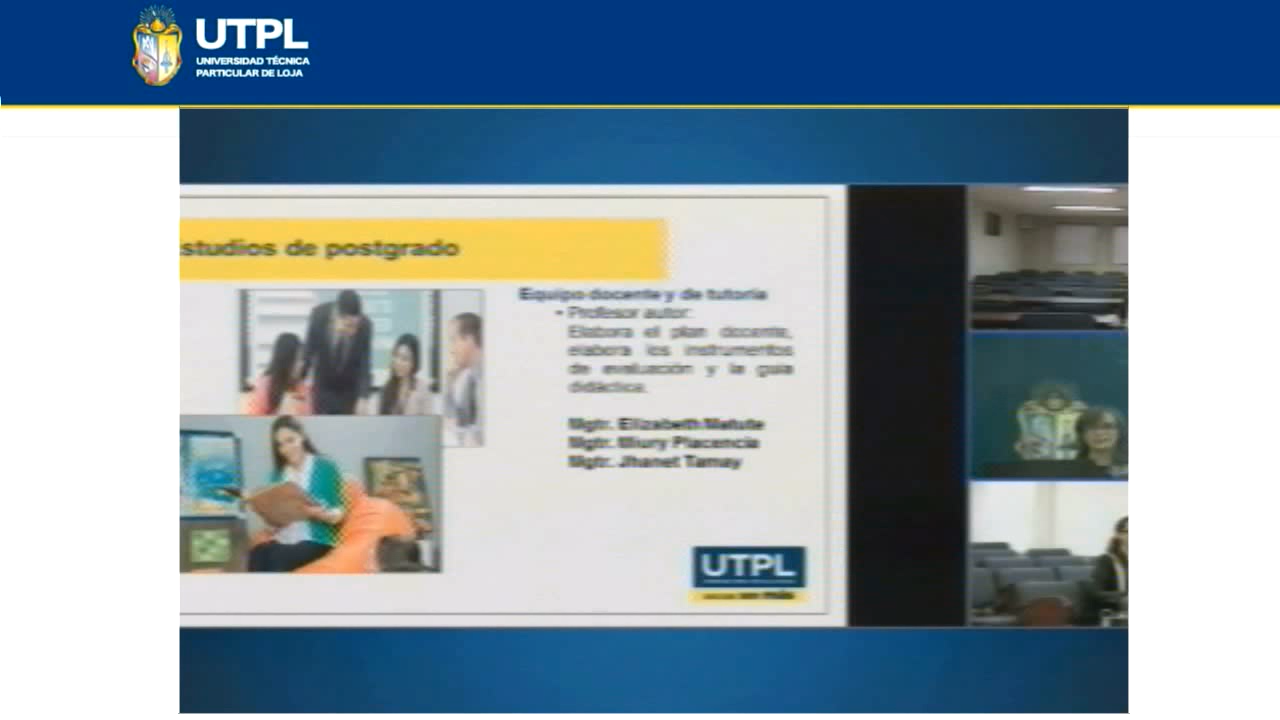 UTPL
UNIVERSIDAD TÉCNICA
PARTICULAR DE LOJA
studios de postgrado
Equipo docente y de tutoría
• Profesor autor:
Elabora el plan docente,
elabora los instrumentos
de evaluación y la guía
didáctica.
Mgtr. Elizabeth Matute
Mgtr. Miury Placencia
Mgtr. Jhanet Tamay
UTPL